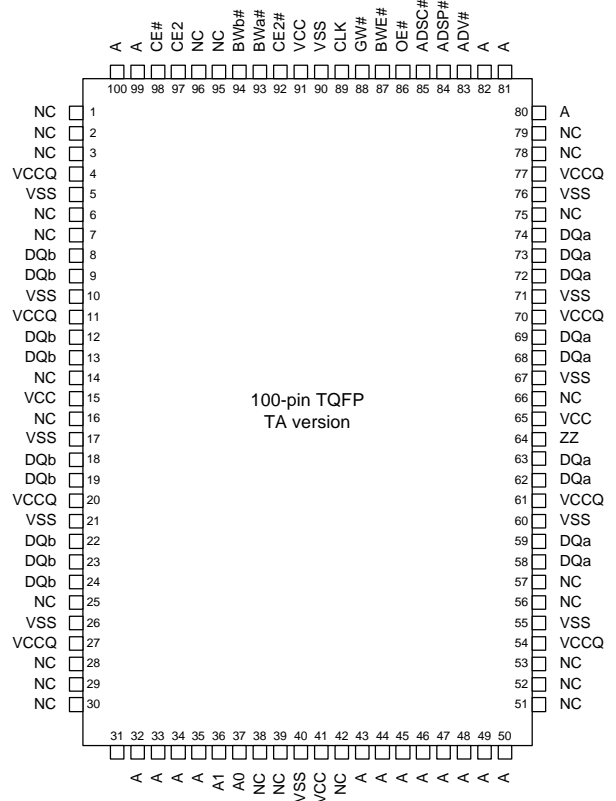 A A CE# CE2 NC NC BWb# BWa# CE2# VCC VSS CLK GW# BWE# OE# ADSC# ADSP# ADV# A A
100 99 98 97 96 95 94 93 92 91 90 89 88 87 86 85 84 83 82 81
NC 1 80 A
NC 2 79 NC
NC 3 78 NC
VCCQ 4 77 VCCQ
VSS 5 76 VSS
NC 6 75 NC
NC 7 74 DQa
DQb 8 73 DQa
DQb 9 72 DQa
VSS 10 71 VSS
VCCQ 11 70 VCCQ
DQb 12 69 DQa
DQb 13 68 DQa
NC 14 67 VSS
VCC 15 66 NC
NC 16 65 VCC
VSS 17 64 ZZ
DQb 18 63 DQa
DQb 19 62 DQa
VCCQ 20 61 VCCQ
VSS 21 60 VSS
DQb 22 59 DQa
DQb 23 58 DQa
DQb 24 57 NC
NC 25 56 NC
VSS 26 55 VSS
VCCQ 27 54 VCCQ
NC 28 53 NC
NC 29 52 NC
NC 30 51 NC
100-pin TQFP
TA version
31 32 33 34 35 36 37 38 39 40 41 42 43 44 45 46 47 48 49 50
A A A A A1 A0 NC NC VSS VCC NC A A A A A A A A